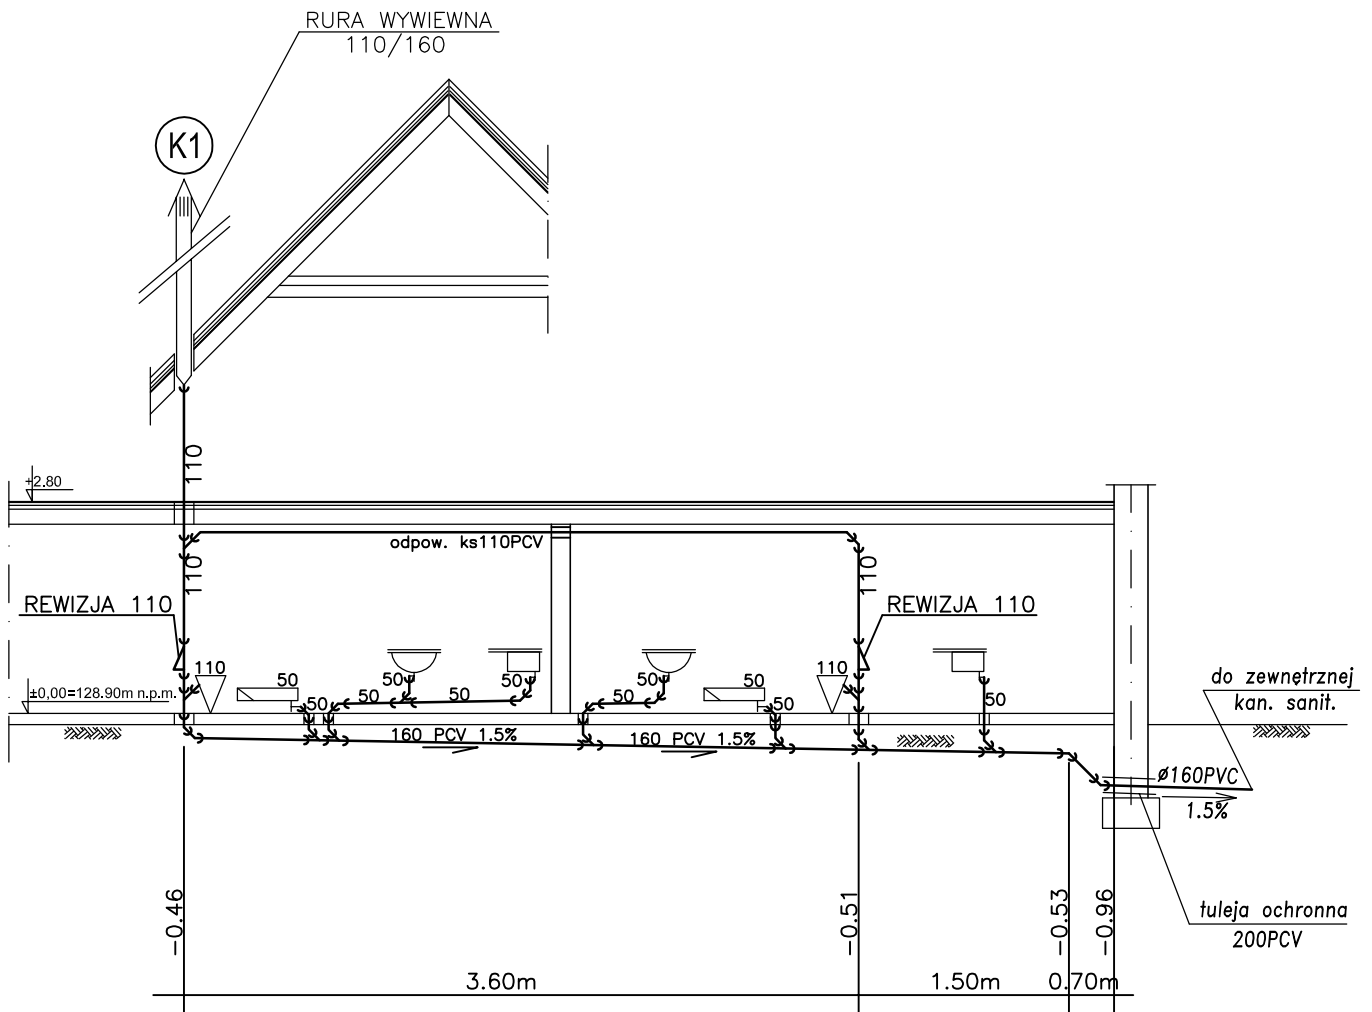 RURA WYWIEWNA
110/160
K1
110
+2.80
odpow. ks110PCV
110
110
REWIZJA 110
REWIZJA 110
110
50
50
50
50
50
110
50
50
50
50
50
50
50
±0,00=128.90m n.p.m.
do zewnętrznej
kan. sanit.
160 PCV 1.5%
160 PCV 1.5%
ø160PVC
1.5%
-0.46
-0.51
-0.53
-0.96
tuleja ochronna
200PCV
3.60m
1.50m
0.70m